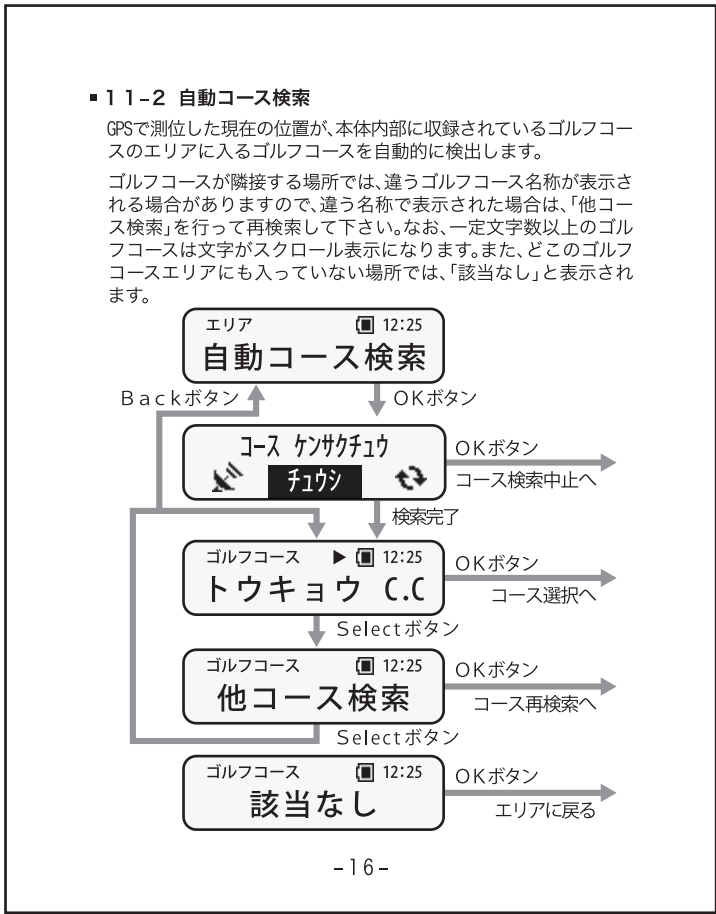 ▪11-2 自動コース検索
GPSで測位した現在の位置が、本体内部に収録されているゴルフコー
スのエリアに入るゴルフコースを自動的に検出します。
ゴルフコースが隣接する場所では、違うゴルフコース名称が表示さ
れる場合がありますので、違う名称で表示された場合は、「他コー
ス検索」を行って再検索して下さい。なお、一定文字数以上のゴル
フコースは文字がスクロール表示になります。また、どこのゴルフ
コースエリアにも入っていない場所では、「該当なし」と表示され
ます。
エリア 12:25
自動コース検索
Backボタン OKボタン
コース ケンサクチュウ
チュウシ
OKボタン
コース検索中止へ
検索完了
ゴルフコース ▶ 12:25
トウキョウ C.C
OKボタン
コース選択へ
Selectボタン
ゴルフコース 12:25
他コース検索
OKボタン
コース再検索へ
Selectボタン
ゴルフコース 12:25
該当なし
OKボタン
エリアに戻る
-16-